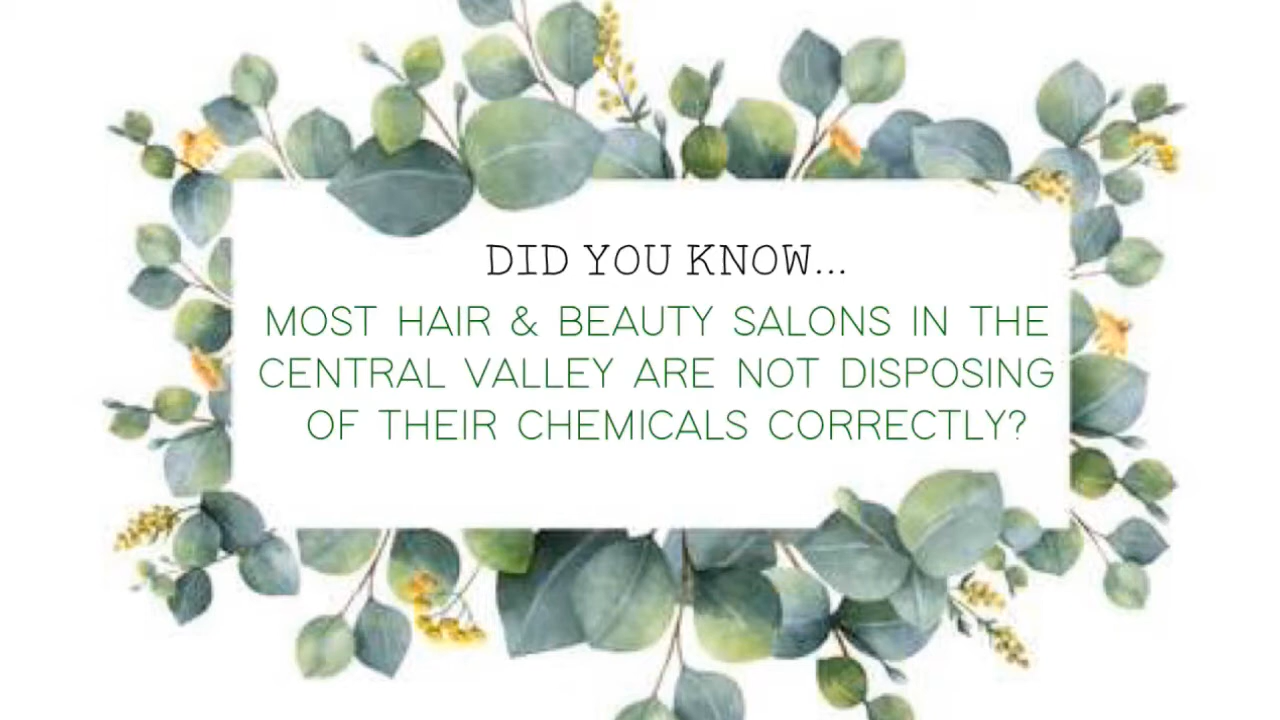 DID YOU KNOW...
MOST HAIR & BEAUTY SALONS IN THE
CENTRAL VALLEY ARE NOT DISPOSING
OF THEIR CHEMICALS CORRECTLY?